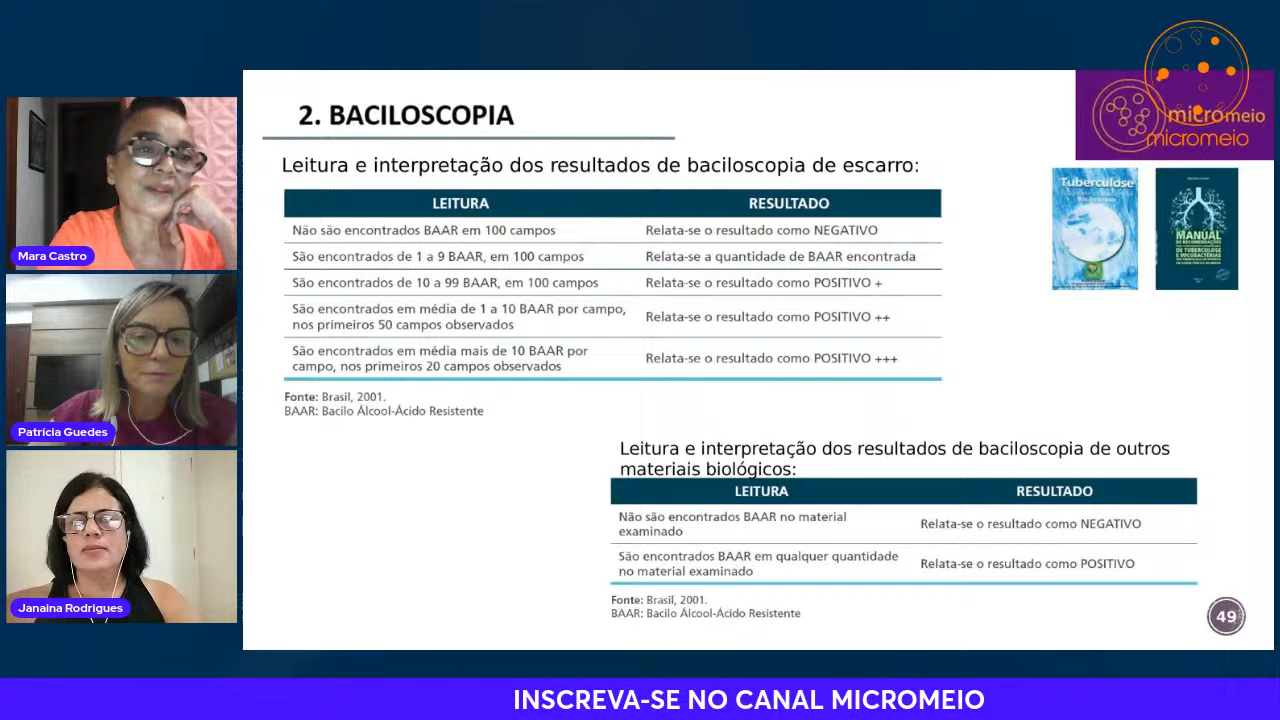 2. BACILOSCOPIA
micromeio
micromeio
Leitura e interpretação dos resultados de baciloscopia de escarro:
LEITURA RESULTADO
Não são encontrados BAAR em 100 campos Relata-se o resultado como NEGATIVO
São encontrados de 1 a 9 BAAR, em 100 campos Relata-se a quantidade de BAAR encontrada
São encontrados de 10 a 99 BAAR, em 100 campos Relata-se o resultado como POSITIVO +
São encontrados em média de 1 a 10 BAAR por campo,
nos primeiros 50 campos observados
Relata-se o resultado como POSITIVO ++
São encontrados em média mais de 10 BAAR por
campo, nos primeiros 20 campos observados
Relata-se o resultado como POSITIVO +++
Fonte: Brasil, 2001.
BAAR: Bacilo Álcool-Ácido Resistente
Tuberculose
MANUAL
DE RECOMENDAÇÕES
Leitura e interpretação dos resultados de baciloscopia de outros
materiais biológicos:
LEITURA RESULTADO
Não são encontrados BAAR no material
examinado
Relata-se o resultado como NEGATIVO
São encontrados BAAR em qualquer quantidade
no material examinado
Relata-se o resultado como POSITIVO
Fonte: Brasil, 2001.
BAAR: Bacilo Álcool-Ácido Resistente
49
Mara Castro
Patrícia Guedes
Janaina Rodrigues
INSCREVA-SE NO CANAL MICROMEIO